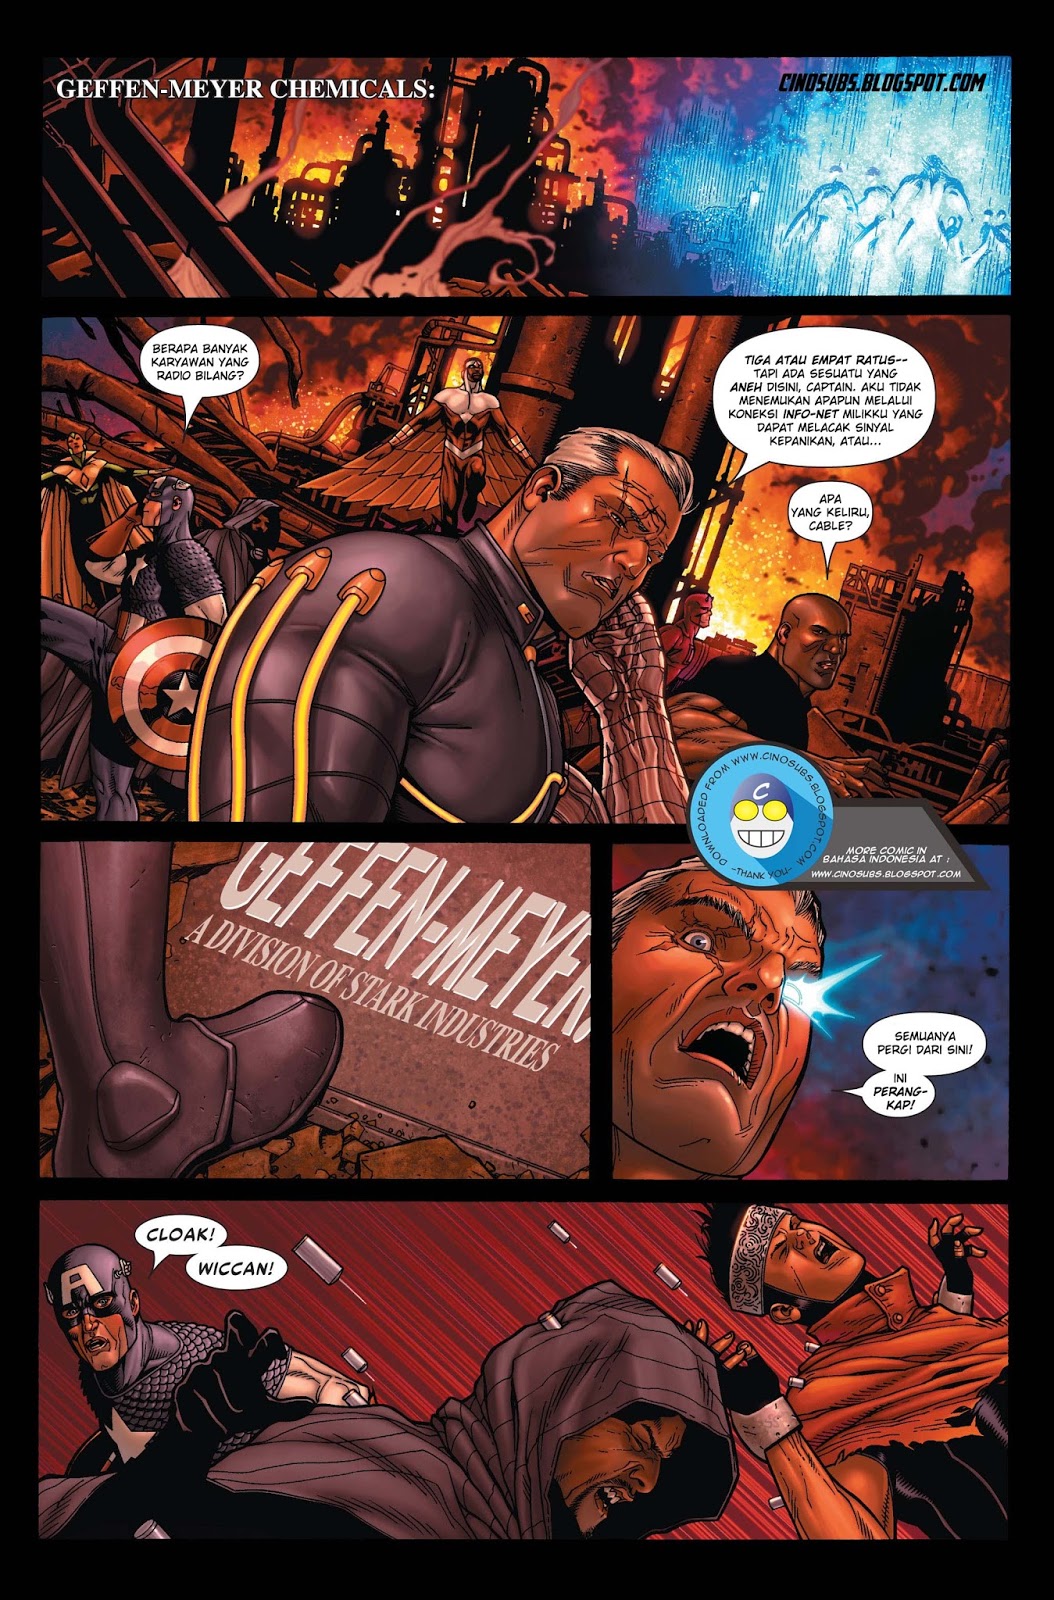 GEFFEN-MEYER CHEMICALS:
CINOSUBS.BLOGSPOT.COM
BERAPA BANYAK
KARYAWAN YANG
RADIO BILANG?
TIGA ATAU EMPAT RATUS--
TAPI ADA SESUATU YANG
ANEH DISINI, CAPTAIN. AKU TIDAK
MENEMUKAN APAPUN MELALUI
KONEKSI INFO-NET MILIKKU YANG
DAPAT MELACAK SINYAL
KEPANIKAN, ATAU...
APA
YANG KELIRU,
CABLE?
DOWNLOADED FROM WWW.CINOSUBS.BLOGSPOT.COM
C
-THANK YOU-
MORE COMIC IN
BAHASA INDONESIA AT :
WWW.CINOSUBS.BLOGSPOT.COM
GEFFEN-MEYER
A DIVISION OF STARK INDUSTRIES
SEMUANYA
PERGI DARI SINI!
INI
PERANG-
KAP!
CLOAK!
WICCAN!
A